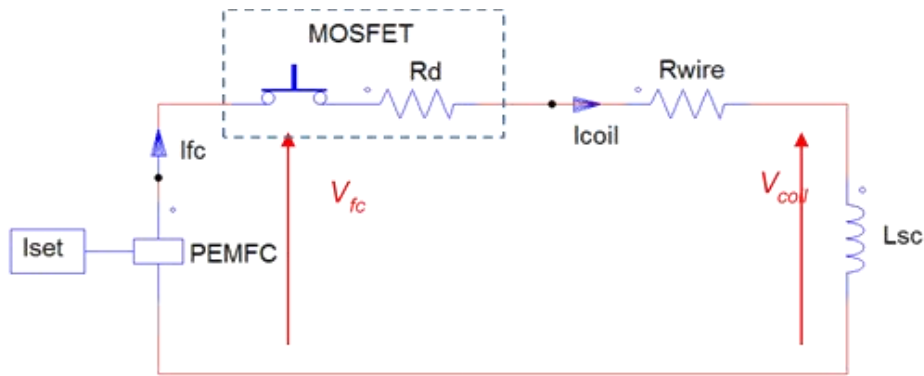 MOSFET
Rd
Rwire
Ifc
Icoil
Vfc
Vcoil
Iset
PEMFC
Lsc